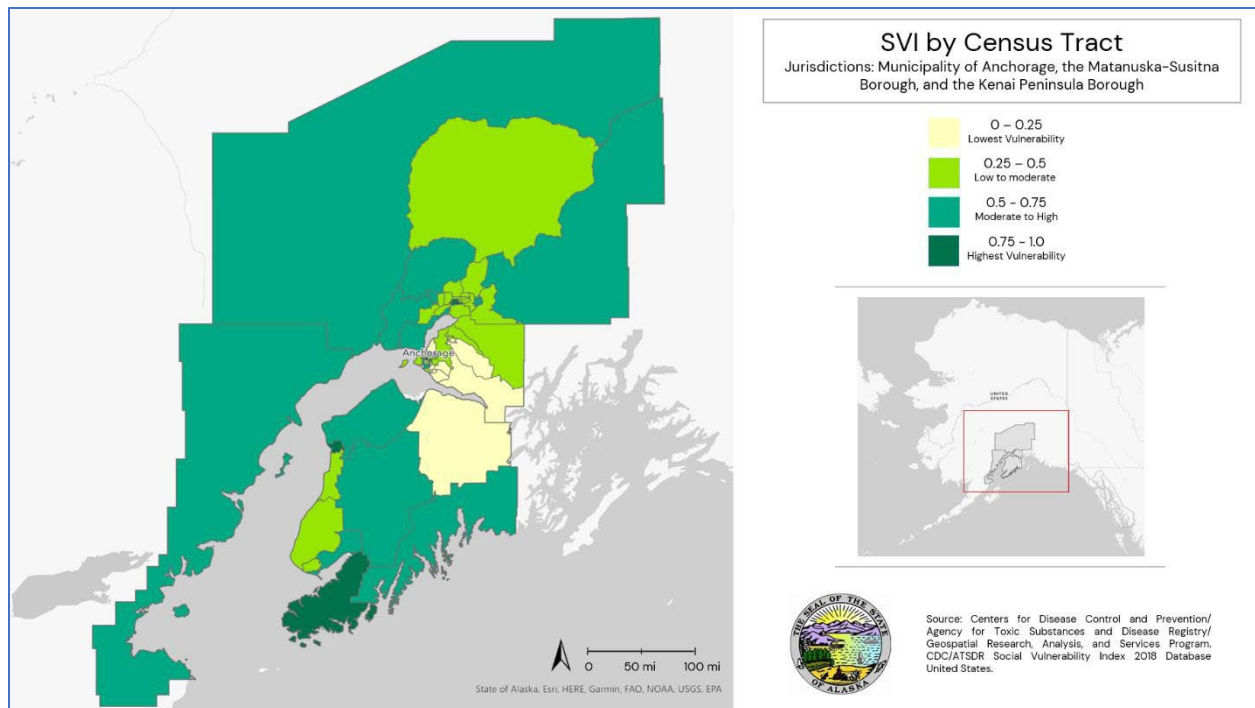 SVI by Census Tract
Jurisdictions: Municipality of Anchorage, the Matanuska-Susitna
Borough, and the Kenai Peninsula Borough
0 – 0.25
Lowest Vulnerability
0.25 – 0.5
Low to moderate
0.5 – 0.75
Moderate to High
0.75 – 1.0
Highest Vulnerability
Anchorage
UNITED
STATES
0 50 mi 100 mi
State of Alaska, Esri, HERE, Garmin, FAO, NOAA, USGS, EPA
THE SEAL OF THE STATE
OF ALASKA
Source: Centers for Disease Control and Prevention/
Agency for Toxic Substances and Disease Registry/
Geospatial Research, Analysis, and Services Program.
CDC/ATSDR Social Vulnerability Index 2018 Database
United States.